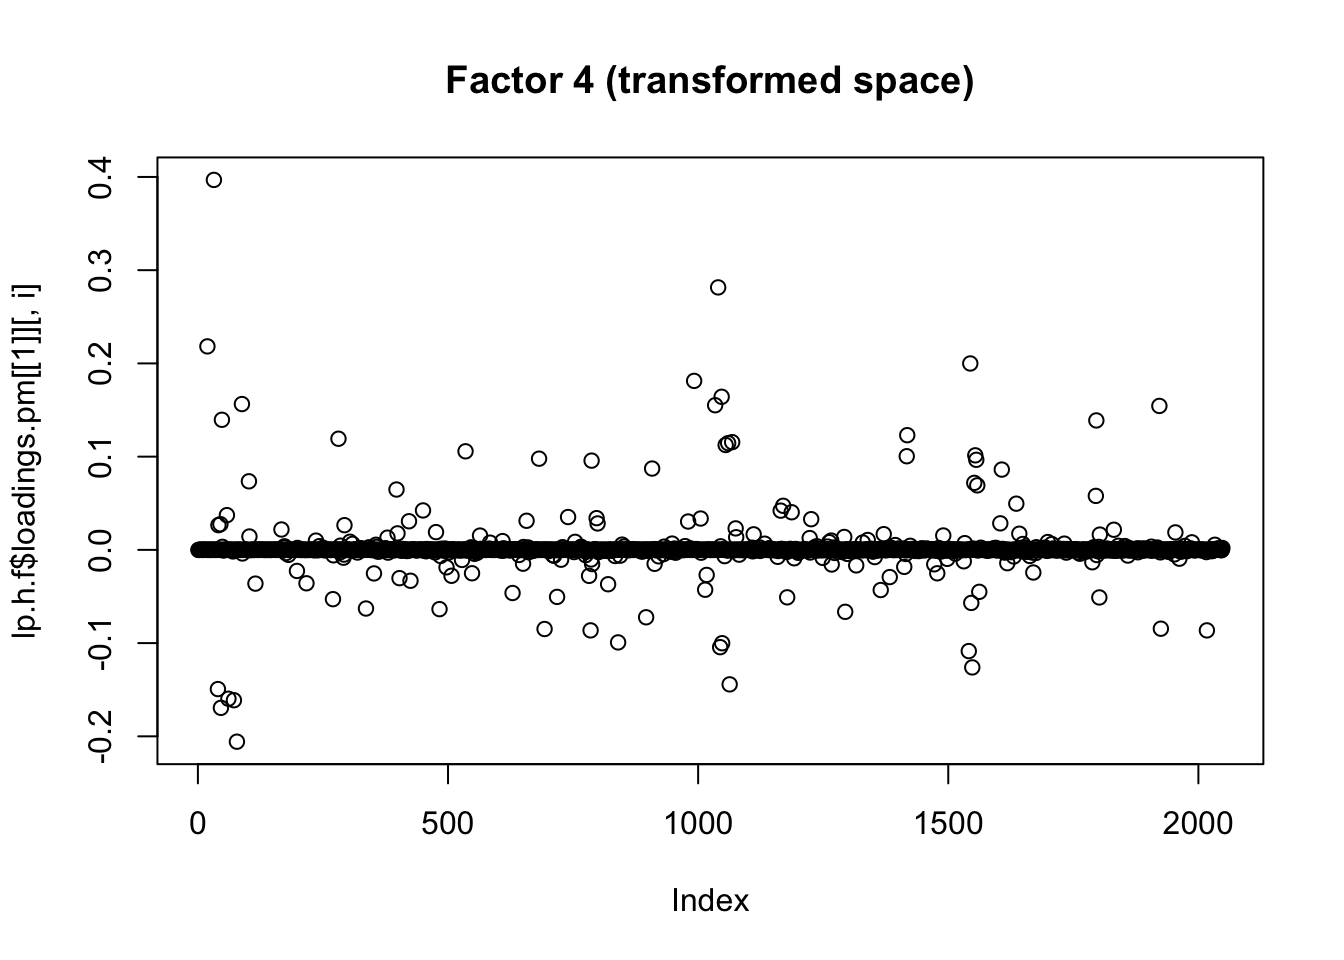 Factor 4 (transformed space)
lp.h.f$loadings.pm[[1]][, i]
0.4
0.3
0.2
0.1
0.0
-0.1
-0.2
0 500 1000 1500 2000
Index